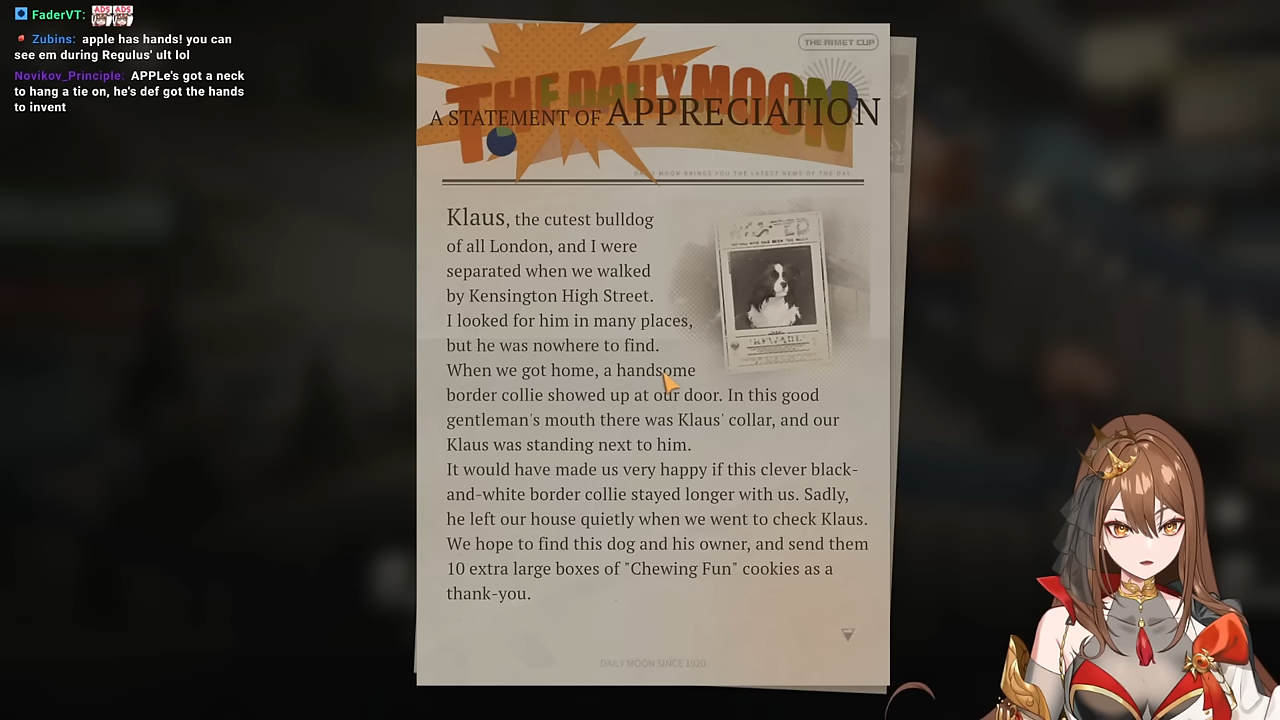 FaderVT:
ADS ADS
Zubins: apple has hands! you can
see em during Regulus' ult lol
Novikov_Principle: APPLe's got a neck
to hang a tie on, he's def got the hands
to invent
THE RIMET CUP
THE DAILY MOON
A STATEMENT OF APPRECIATION
DAILY MOON BRINGS YOU THE LATEST NEWS OF THE DAY
Klaus, the cutest bulldog
of all London, and I were
separated when we walked
by Kensington High Street.
I looked for him in many places,
but he was nowhere to find.
When we got home, a handsome
border collie showed up at our door. In this good
gentleman's mouth there was Klaus' collar, and our
Klaus was standing next to him.
It would have made us very happy if this clever black-
and-white border collie stayed longer with us. Sadly,
he left our house quietly when we went to check Klaus.
We hope to find this dog and his owner, and send them
10 extra large boxes of "Chewing Fun" cookies as a
thank-you.
REWARD
DAILY MOON SINCE 1920